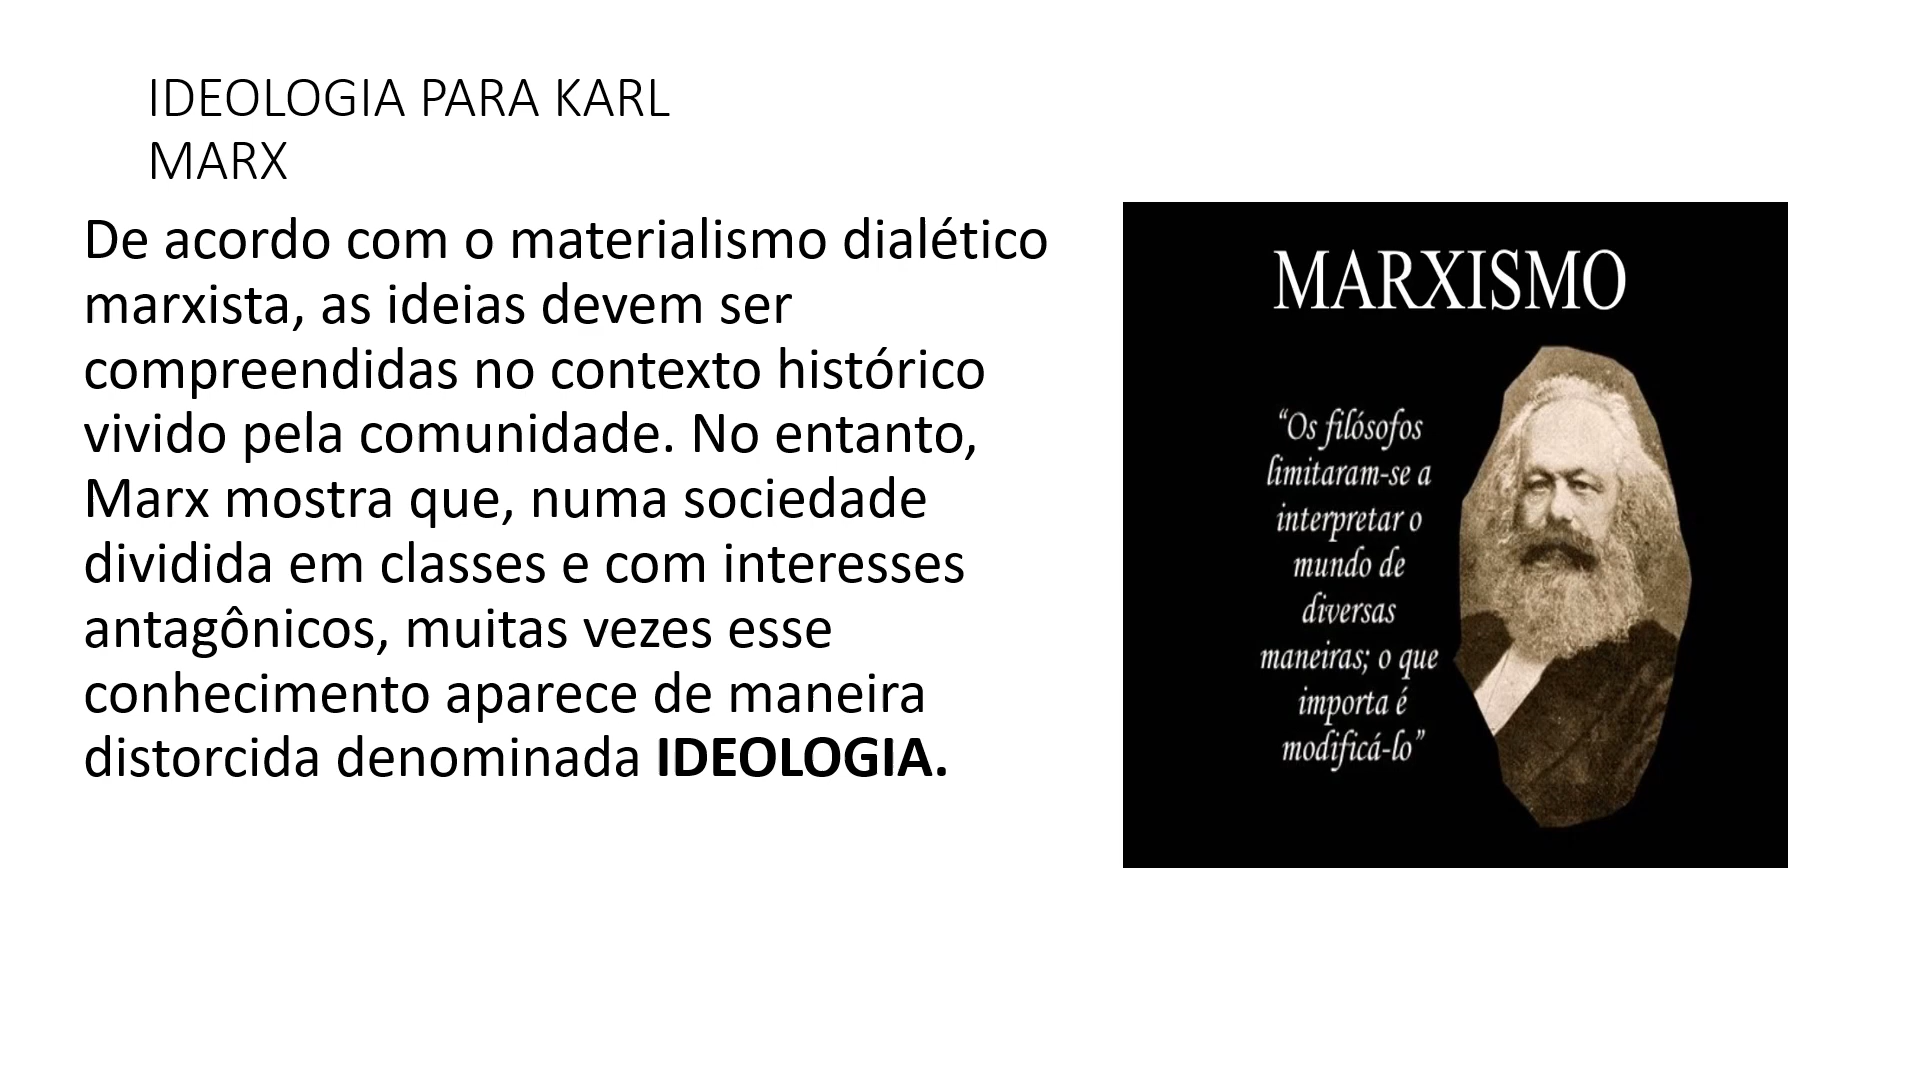 IDEOLOGIA PARA KARL
MARX
De acordo com o materialismo dialético
marxista, as ideias devem ser
compreendidas no contexto histórico
vivido pela comunidade. No entanto,
Marx mostra que, numa sociedade
dividida em classes e com interesses
antagônicos, muitas vezes esse
conhecimento aparece de maneira
distorcida denominada IDEOLOGIA.
MARXISMO
“Os filósofos
limitaram-se a
interpretar o
mundo de
diversas
maneiras; o que
importa é
modificá-lo”